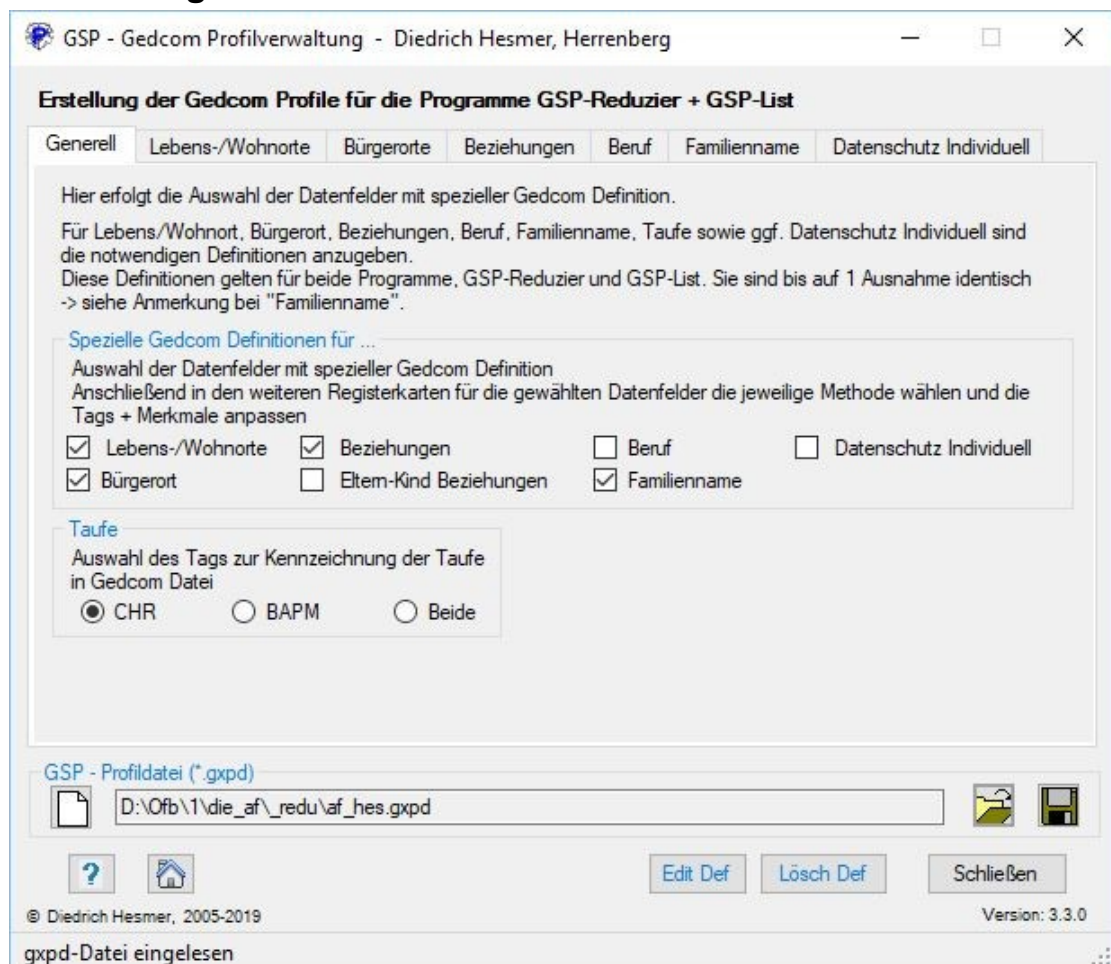 GSP - Gedcom Profilverwaltung - Diedrich Hesmer, Herrenberg
Erstellung der Gedcom Profile für die Programme GSP-Reduzier + GSP-List
Generell Lebens-/Wohnorte Bürgerorte Beziehungen Beruf Familienname Datenschutz Individuell
Hier erfolgt die Auswahl der Datenfelder mit spezieller Gedcom Definition.
Für Lebens/Wohnort, Bürgerort, Beziehungen, Beruf, Familienname, Taufe sowie ggf. Datenschutz Individuell sind
die notwendigen Definitionen anzugeben.
Diese Definitionen gelten für beide Programme, GSP-Reduzier und GSP-List. Sie sind bis auf 1 Ausnahme identisch
-> siehe Anmerkung bei "Familienname".
Spezielle Gedcom Definitionen für ...
Auswahl der Datenfelder mit spezieller Gedcom Definition
Anschließend in den weiteren Registerkarten für die gewählten Datenfelder die jeweilige Methode wählen und die
Tags + Merkmale anpassen
Lebens-/Wohnorte Beziehungen Beruf Datenschutz Individuell
Bürgerort Eltern-Kind Beziehungen Familienname
Taufe
Auswahl des Tags zur Kennzeichnung der Taufe
in Gedcom Datei
CHR BAPM Beide
GSP - Profildatei (*.gxpd)
D:\Ofb\1\die_af\_redu\af_hes.gxpd
? Edit Def Lösch Def Schließen
© Diedrich Hesmer, 2005-2019 Version: 3.3.0
gxpd-Datei eingelesen